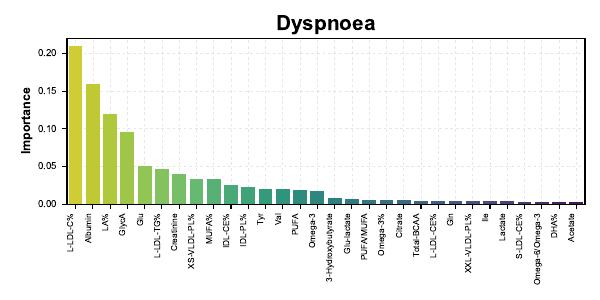 Dyspnoea
Importance
0.20
0.15
0.10
0.05
0.00
L-LDL-C%
Albumin
LA%
GlycA
Glu
L-LDL-TG%
Creatinine
XS-VLDL-PL%
MUFA%
IDL-CE%
IDL-PL%
Tyr
Val
PUFA
Omega-3
3-Hydroxybutyrate
Glu-lactate
PUFA/MUFA
Omega-3%
Citrate
Total-BCAA
L-LDL-CE%
Gln
XXL-VLDL-PL%
Ile
Lactate
S-LDL-CE%
Omega-6/Omega-3
DHA%
Acetate